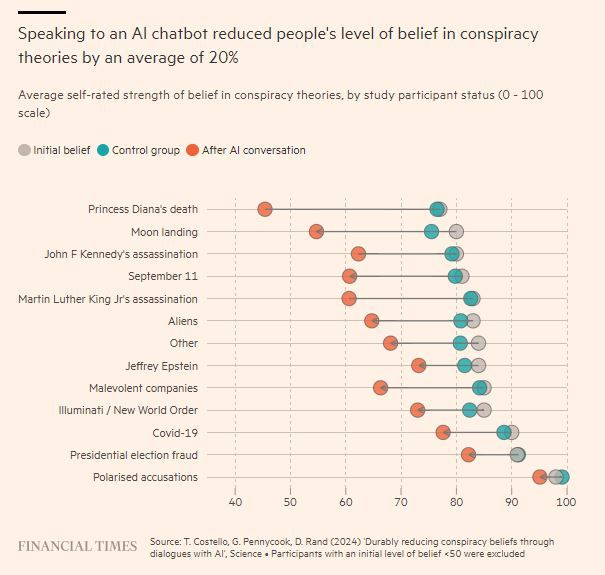 Speaking to an AI chatbot reduced people's level of belief in conspiracy
theories by an average of 20%
Average self-rated strength of belief in conspiracy theories, by study participant status (0 - 100
scale)
Initial belief Control group After AI conversation
Princess Diana's death
Moon landing
John F Kennedy's assassination
September 11
Martin Luther King Jr's assassination
Aliens
Other
Jeffrey Epstein
Malevolent companies
Illuminati / New World Order
Covid-19
Presidential election fraud
Polarised accusations
40 50 60 70 80 90 100
FINANCIAL TIMES
Source: T. Costello, G. Pennycook, D. Rand (2024) 'Durably reducing conspiracy beliefs through
dialogues with AI', Science • Participants with an initial level of belief <50 were excluded